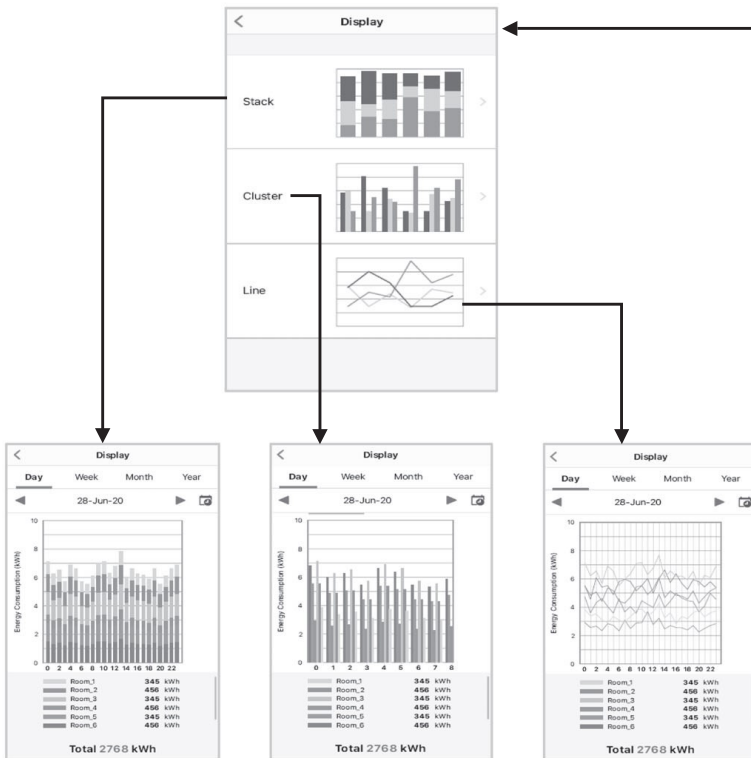 Display
Stack
Cluster
Line
Display
Day Week Month Year
28-Jun-20
Energy Consumption (kWh)
10
8
6
4
2
0
0 2 4 6 8 10 12 14 16 18 20 22
Room_1 345 kWh
Room_2 456 kWh
Room_3 345 kWh
Room_4 456 kWh
Room_5 345 kWh
Room_6 456 kWh
Total 2768 kWh
Display
Day Week Month Year
28-Jun-20
Energy Consumption (kWh)
10
8
6
4
2
0
0 1 2 3 4 5 6 7 8
Room_1 345 kWh
Room_2 456 kWh
Room_3 345 kWh
Room_4 456 kWh
Room_5 345 kWh
Room_6 456 kWh
Total 2768 kWh
Display
Day Week Month Year
28-Jun-20
Energy Consumption (kWh)
10
8
6
4
2
0
0 2 4 6 8 10 12 14 16 18 20 22
Room_1 345 kWh
Room_2 456 kWh
Room_3 345 kWh
Room_4 456 kWh
Room_5 345 kWh
Room_6 456 kWh
Total 2768 kWh